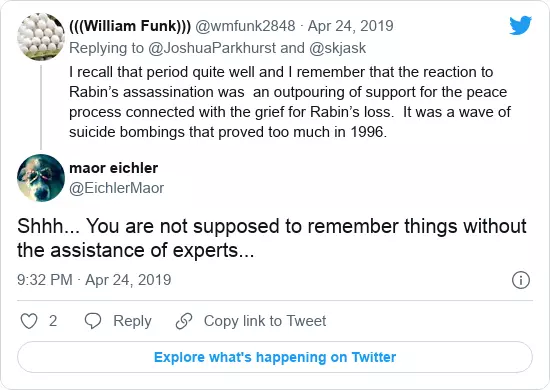 (((William Funk))) @wmfunk2848 · Apr 24, 2019
Replying to @JoshuaParkhurst and @skjask
I recall that period quite well and I remember that the reaction to
Rabin's assassination was  an outpouring of support for the peace
process connected with the grief for Rabin's loss.  It was a wave of
suicide bombings that proved too much in 1996.
maor eichler
@EichlerMaor
Shhh... You are not supposed to remember things without
the assistance of experts...
9:32 PM · Apr 24, 2019
2 Reply Copy link to Tweet
Explore what's happening on Twitter